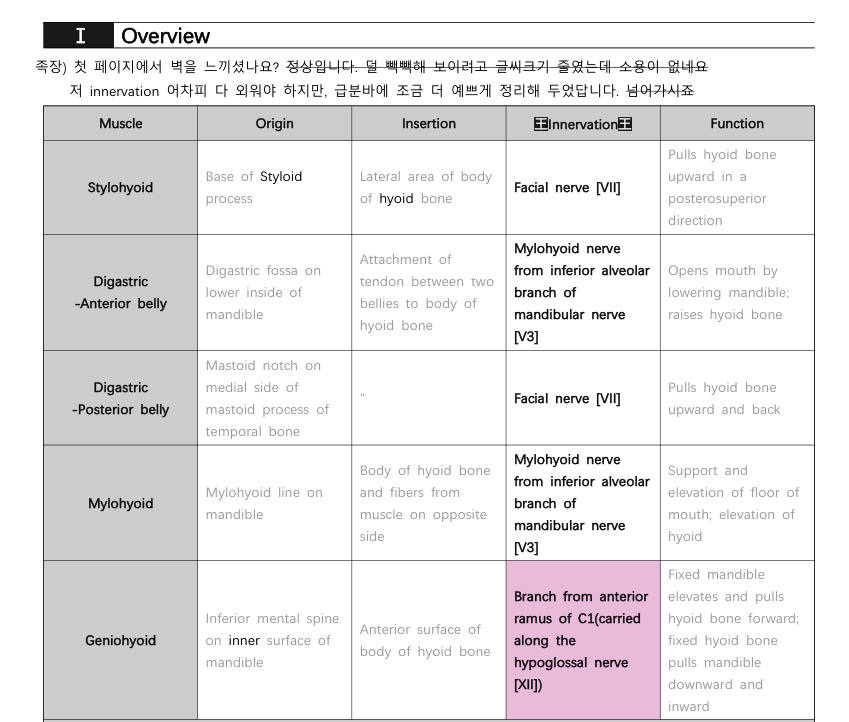 I Overview
족장) 첫 페이지에서 벽을 느끼셨나요? 정상입니다. 덜 빽빽해 보이려고 글씨크기 줄였는데 소용이 없네요
저 innervation 어차피 다 외워야 하지만, 급분바에 조금 더 예쁘게 정리해 두었답니다. 넘어가시죠
Muscle Origin Insertion Innervation Function
Stylohyoid
Base of Styloid
process
Lateral area of body
of hyoid bone
Facial nerve [VII]
Pulls hyoid bone
upward in a
posterosuperior
direction
Digastric
-Anterior belly
Digastric fossa on
lower inside of
mandible
Attachment of
tendon between two
bellies to body of
hyoid bone
Mylohyoid nerve
from inferior alveolar
branch of
mandibular nerve
[V3]
Opens mouth by
lowering mandible;
raises hyoid bone
Digastric
-Posterior belly
Mastoid notch on
medial side of
mastoid process of
temporal bone
"
Facial nerve [VII]
Pulls hyoid bone
upward and back
Mylohyoid
Mylohyoid line on
mandible
Body of hyoid bone
and fibers from
muscle on opposite
side
Mylohyoid nerve
from inferior alveolar
branch of
mandibular nerve
[V3]
Support and
elevation of floor of
mouth; elevation of
hyoid
Geniohyoid
Inferior mental spine
on inner surface of
mandible
Anterior surface of
body of hyoid bone
Branch from anterior
ramus of C1(carried
along the
hypoglossal nerve
[XII])
Fixed mandible
elevates and pulls
hyoid bone forward;
fixed hyoid bone
pulls mandible
downward and
inward